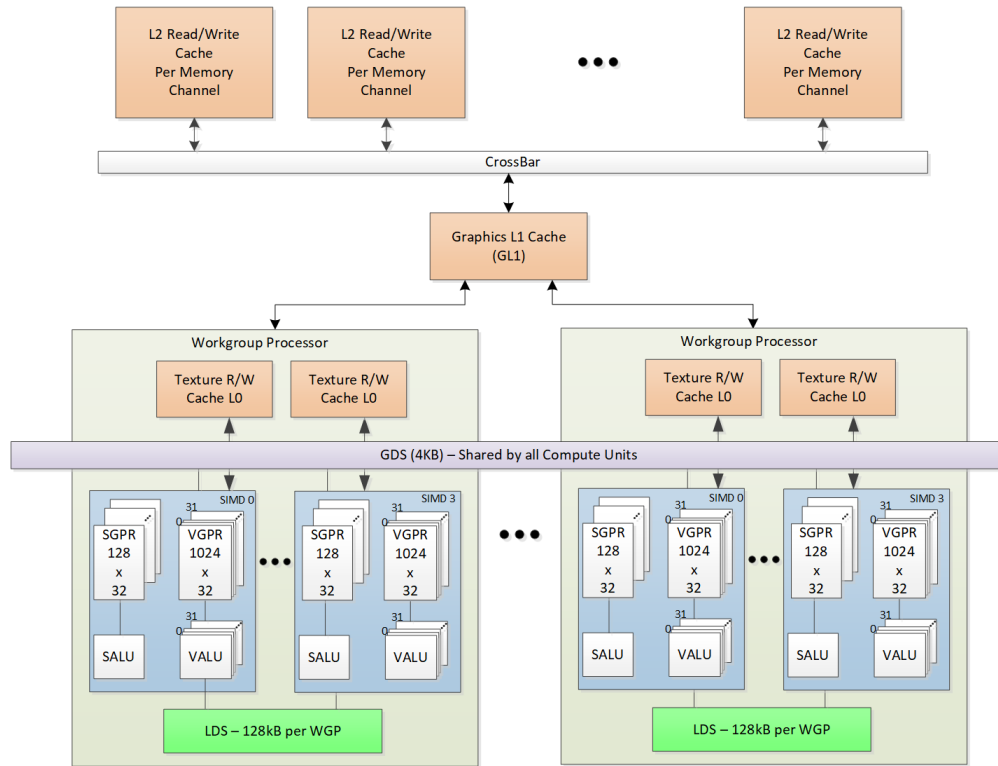 L2 Read/Write
Cache
Per Memory
Channel
L2 Read/Write
Cache
Per Memory
Channel
L2 Read/Write
Cache
Per Memory
Channel
CrossBar
Graphics L1 Cache
(GL1)
Workgroup Processor
Texture R/W
Cache L0
Texture R/W
Cache L0
Workgroup Processor
Texture R/W
Cache L0
Texture R/W
Cache L0
GDS (4KB) – Shared by all Compute Units
SIMD 0
SGPR
128
x
32
31
0
VGPR
1024
x
32
SALU
31
0
VALU
SIMD 3
SGPR
128
x
32
31
0
VGPR
1024
x
32
SALU
31
0
VALU
LDS – 128kB per WGP
SIMD 0
SGPR
128
x
32
31
0
VGPR
1024
x
32
SALU
31
0
VALU
SIMD 3
SGPR
128
x
32
31
0
VGPR
1024
x
32
SALU
31
0
VALU
LDS – 128kB per WGP